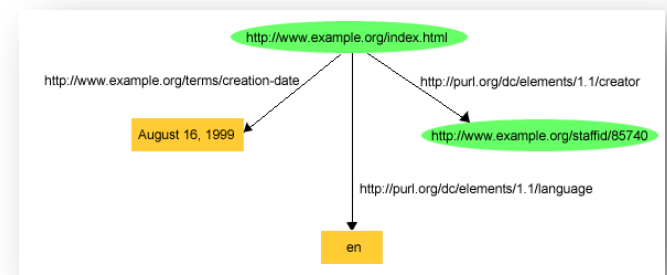 http://www.example.org/index.html
http://www.example.org/terms/creation-date
http://purl.org/dc/elements/1.1/creator
August 16, 1999
http://www.example.org/staffid/85740
http://purl.org/dc/elements/1.1/language
en